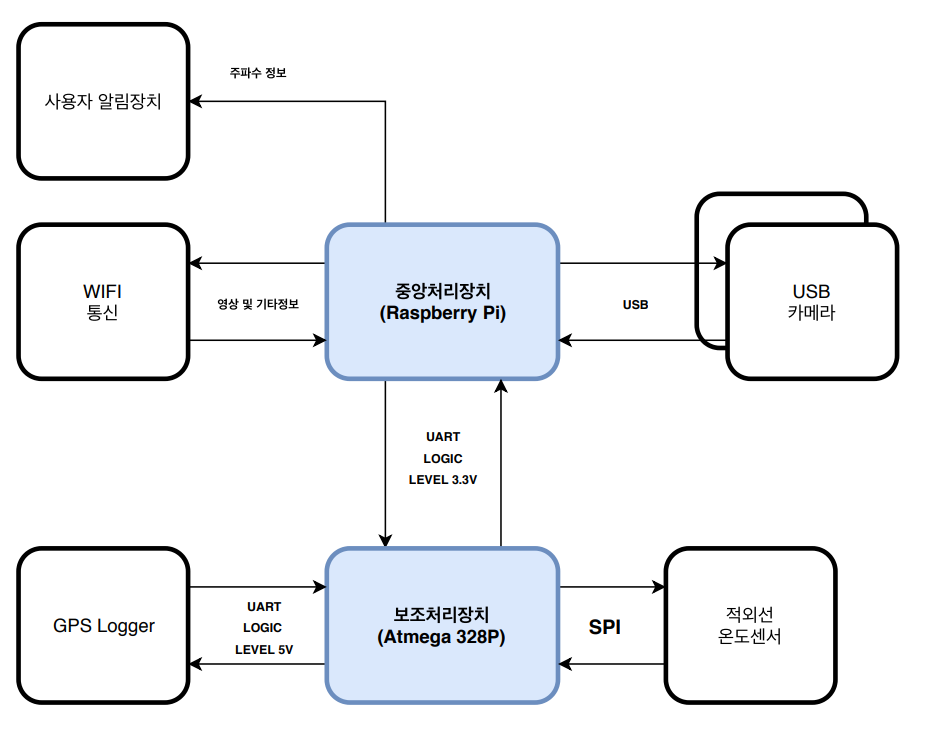 주파수 정보
사용자 알림장치
WIFI
통신
영상 및 기타정보
중앙처리장치
(Raspberry Pi)
USB
USB
카메라
UART
LOGIC
LEVEL 3.3V
GPS Logger
UART
LOGIC
LEVEL 5V
보조처리장치
(Atmega 328P)
SPI
적외선
온도센서